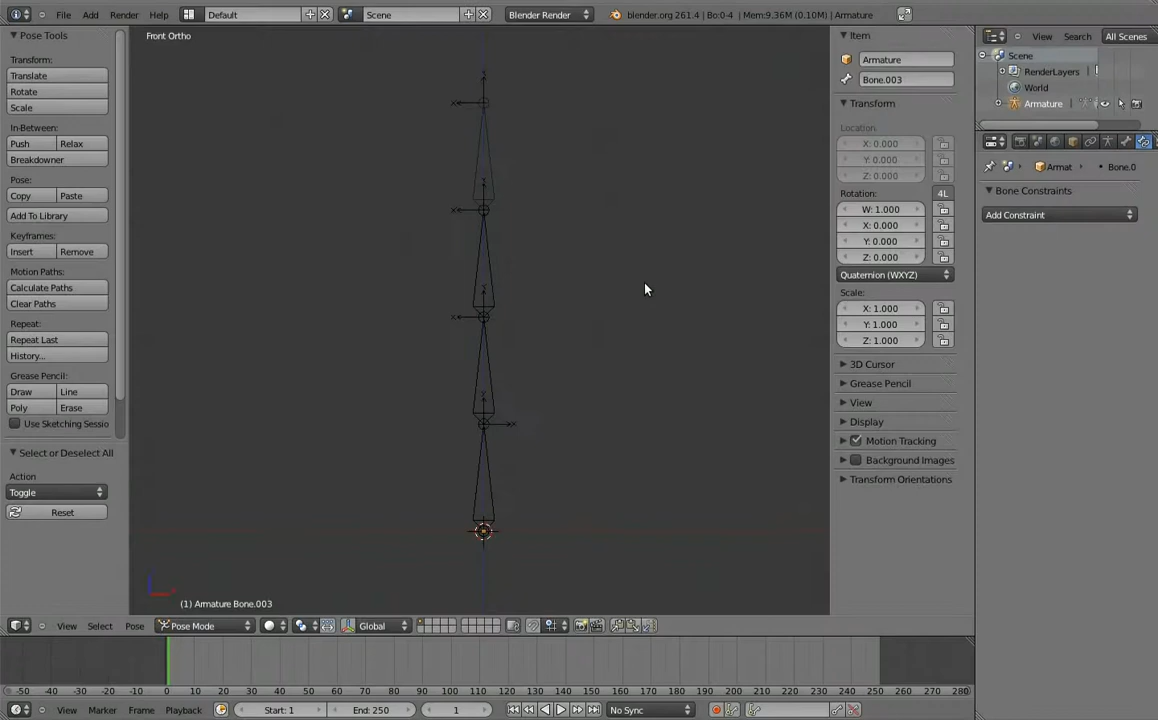 File Add Render Help Default Scene Blender Render blender.org 261.4 | Bo:0-4 | Mem:9.36M (0.10M) | Armature
Pose Tools
Transform:
Translate
Rotate
Scale
In-Between:
Push Relax
Breakdowner
Pose:
Copy Paste
Add To Library
Keyframes:
Insert Remove
Motion Paths:
Calculate Paths
Clear Paths
Repeat:
Repeat Last
History...
Grease Pencil:
Draw Line
Poly Erase
Use Sketching Sessio
Select or Deselect All
Action
Toggle
Reset
Front Ortho
(1) Armature Bone.003
Item
Armature
Bone.003
Transform
Location:
X: 0.000
Y: 0.000
Z: 0.000
Rotation: 4L
W: 1.000
X: 0.000
Y: 0.000
Z: 0.000
Quaternion (WXYZ)
Scale:
X: 1.000
Y: 1.000
Z: 1.000
3D Cursor
Grease Pencil
View
Display
Motion Tracking
Background Images
Transform Orientations
View Search All Scenes
Scene
RenderLayers
World
Armature
Armat Bone.0
Bone Constraints
Add Constraint
View Select Pose Pose Mode Global
-50 -40 -30 -20 -10 0 10 20 30 40 50 60 70 80 90 100 110 120 130 140 150 160 170 180 190 200 210 220 230 240 250 260 270 280
View Marker Frame Playback Start: 1 End: 250 1 No Sync